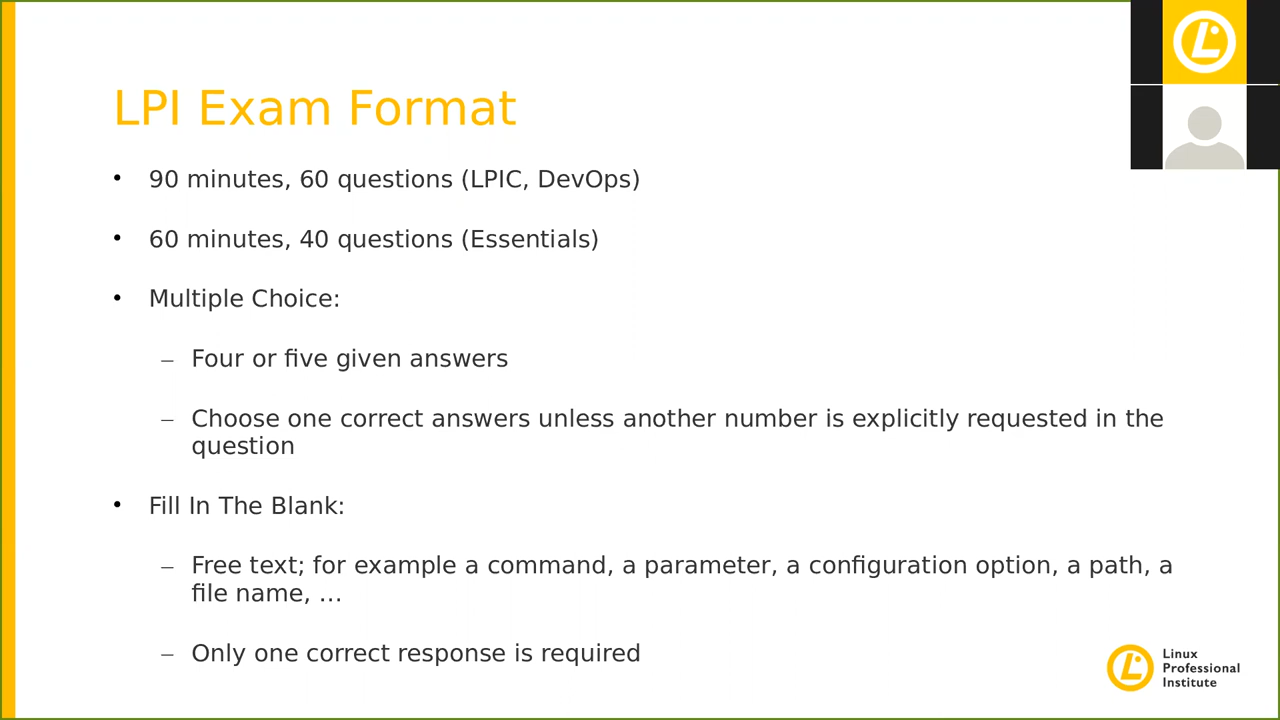 LPI Exam Format
• 90 minutes, 60 questions (LPIC, DevOps)
• 60 minutes, 40 questions (Essentials)
• Multiple Choice:
– Four or five given answers
– Choose one correct answers unless another number is explicitly requested in the
question
• Fill In The Blank:
– Free text; for example a command, a parameter, a configuration option, a path, a
file name, ...
– Only one correct response is required
Linux
Professional
Institute